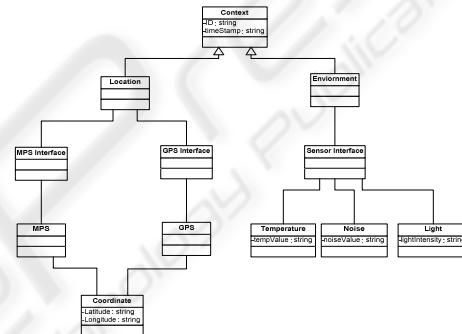 Context
-ID : string
-timeStamp : string
Location
Enviornment
MPS Interface
GPS Interface
Sensor Interface
MPS
GPS
Temperature
-tempValue : string
Noise
-noiseValue : string
Light
-lightIntensity : string
Coordinate
-Latitude : string
-Longitude : string